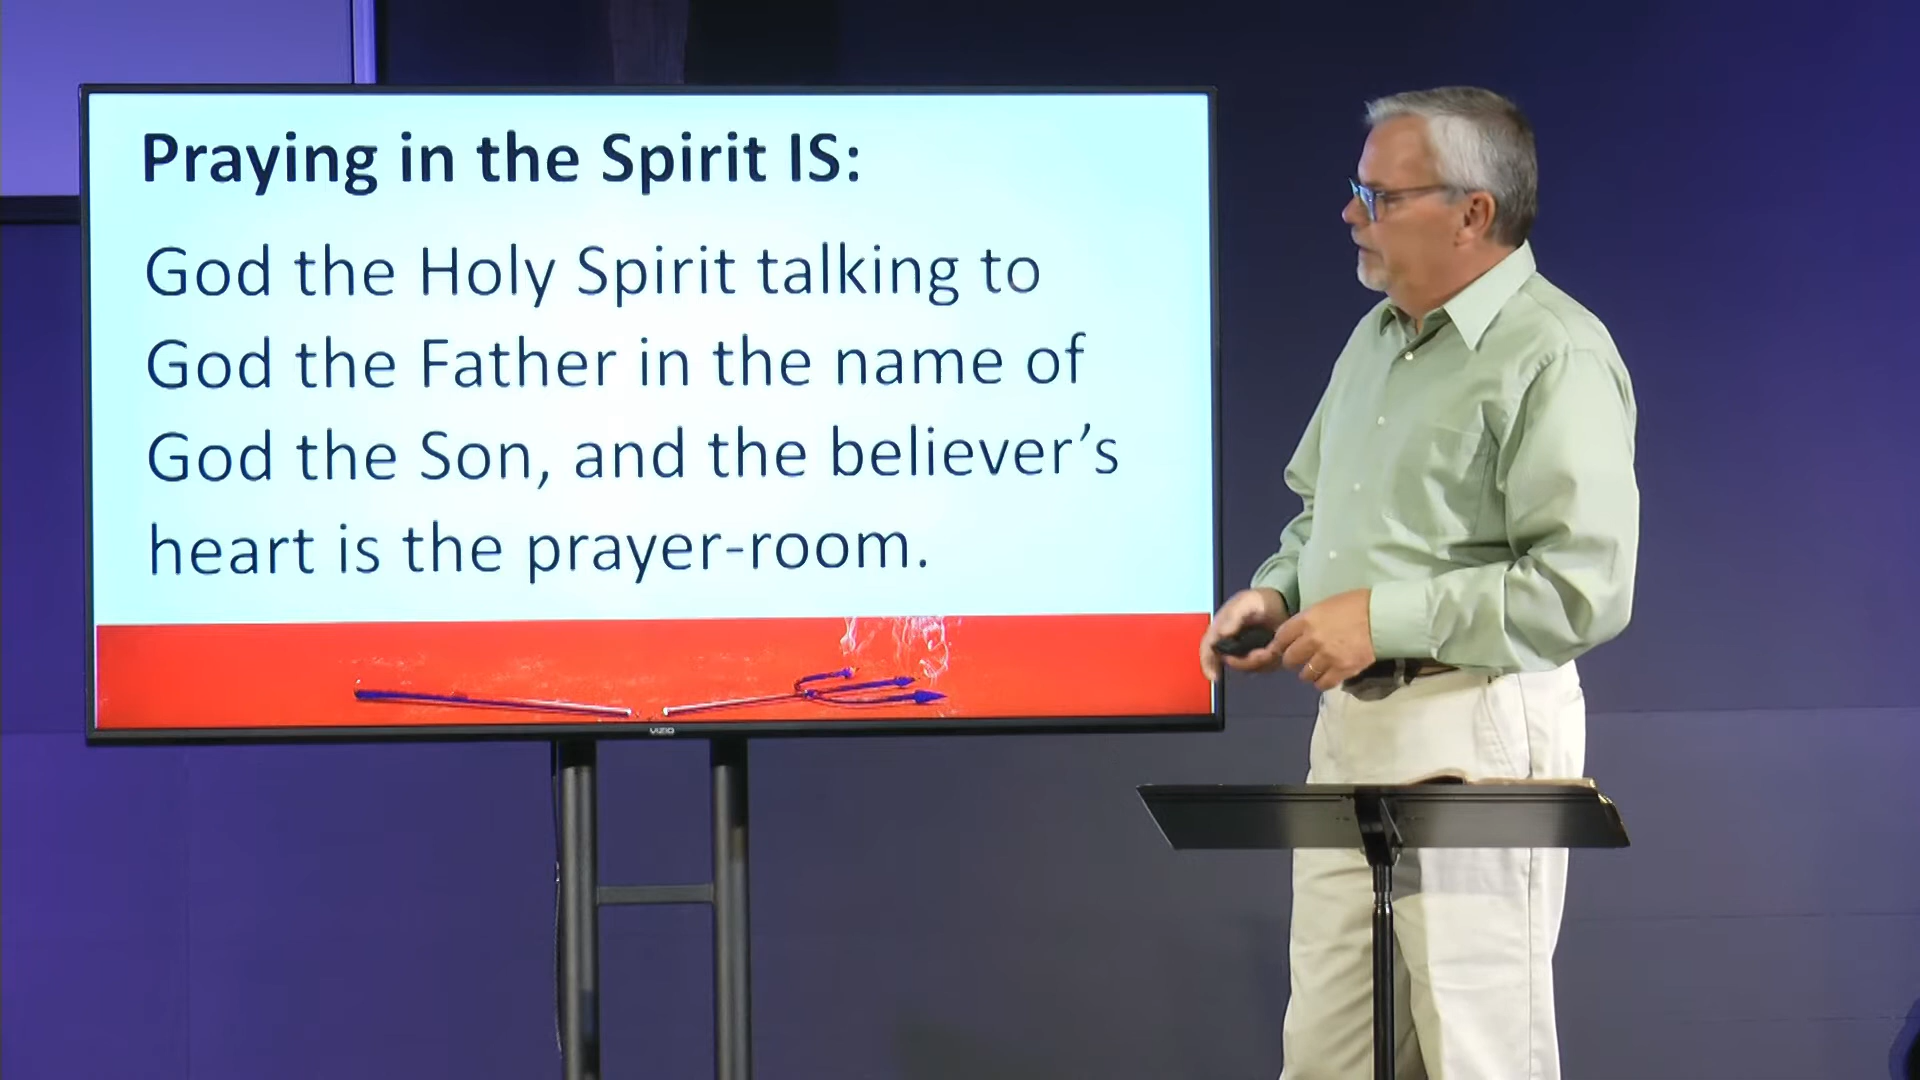 Praying in the Spirit IS:
God the Holy Spirit talking to
God the Father in the name of
God the Son, and the believer’s
heart is the prayer-room.
VIZIO